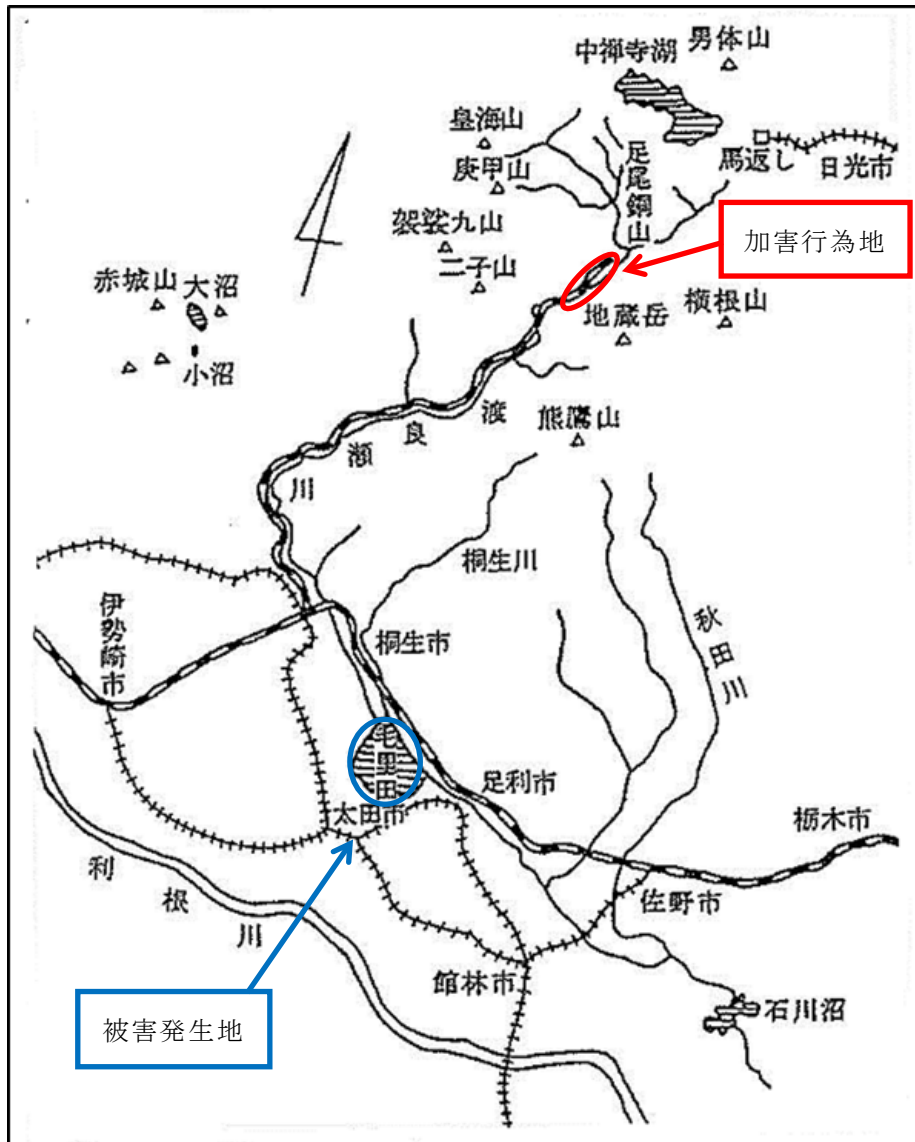 男体山
中禅寺湖
皇海山
庚甲山
足尾銅山
馬返し
日光市
袈裟丸山
二子山
加害行為地
赤城山
大沼
小沼
地蔵岳
横根山
渡良瀬川
熊鷹山
桐生川
秋田川
伊勢崎市
桐生市
毛里田
太田市
足利市
栃木市
佐野市
利根川
館林市
石川沼
被害発生地